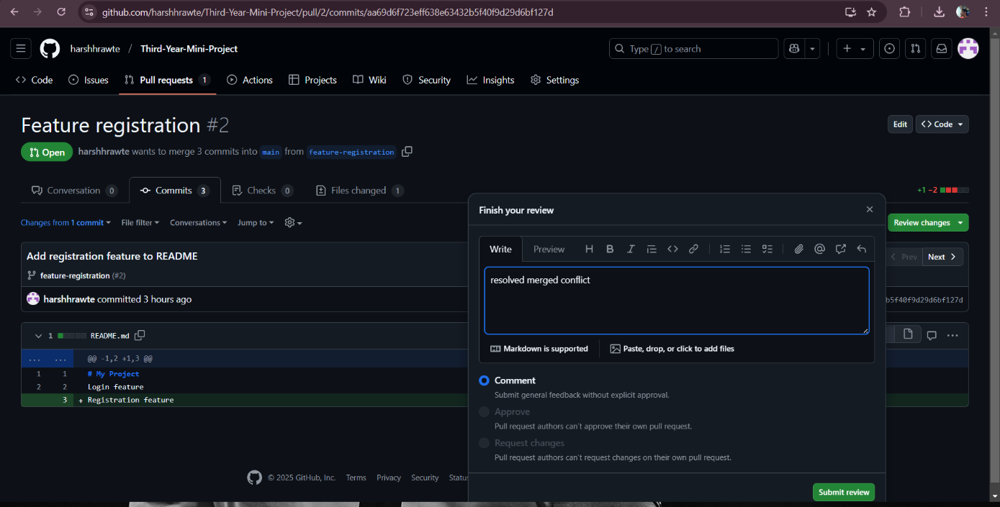 github.com/harshhrawte/Third-Year-Mini-Project/pull/2/commits/aa69d6f723eff638e63432b5f40f9d29d6bf127d
harshhrawte / Third-Year-Mini-Project
Type / to search
Code Issues Pull requests 1 Actions Projects Wiki Security Insights Settings
Feature registration #2
Edit Code
Open harshhrawte wants to merge 3 commits into main from feature-registration
Conversation 0 Commits 3 Checks 0 Files changed 1
+1 −2
Changes from 1 commit File filter Conversations Jump to
Review changes
Add registration feature to README
feature-registration (#2)
Prev Next
harshhrawte committed 3 hours ago
b5f40f9d29d6bf127d
1 README.md
... ... @@ -1,2 +1,3 @@
1 1 # My Project
2 2 Login feature
3 + Registration feature
Finish your review
Write Preview
resolved merged conflict
Markdown is supported
Paste, drop, or click to add files
Comment
Submit general feedback without explicit approval.
Approve
Pull request authors can't approve their own pull request.
Request changes
Pull request authors can't request changes on their own pull request.
Submit review
© 2025 GitHub, Inc. Terms Privacy Security Status